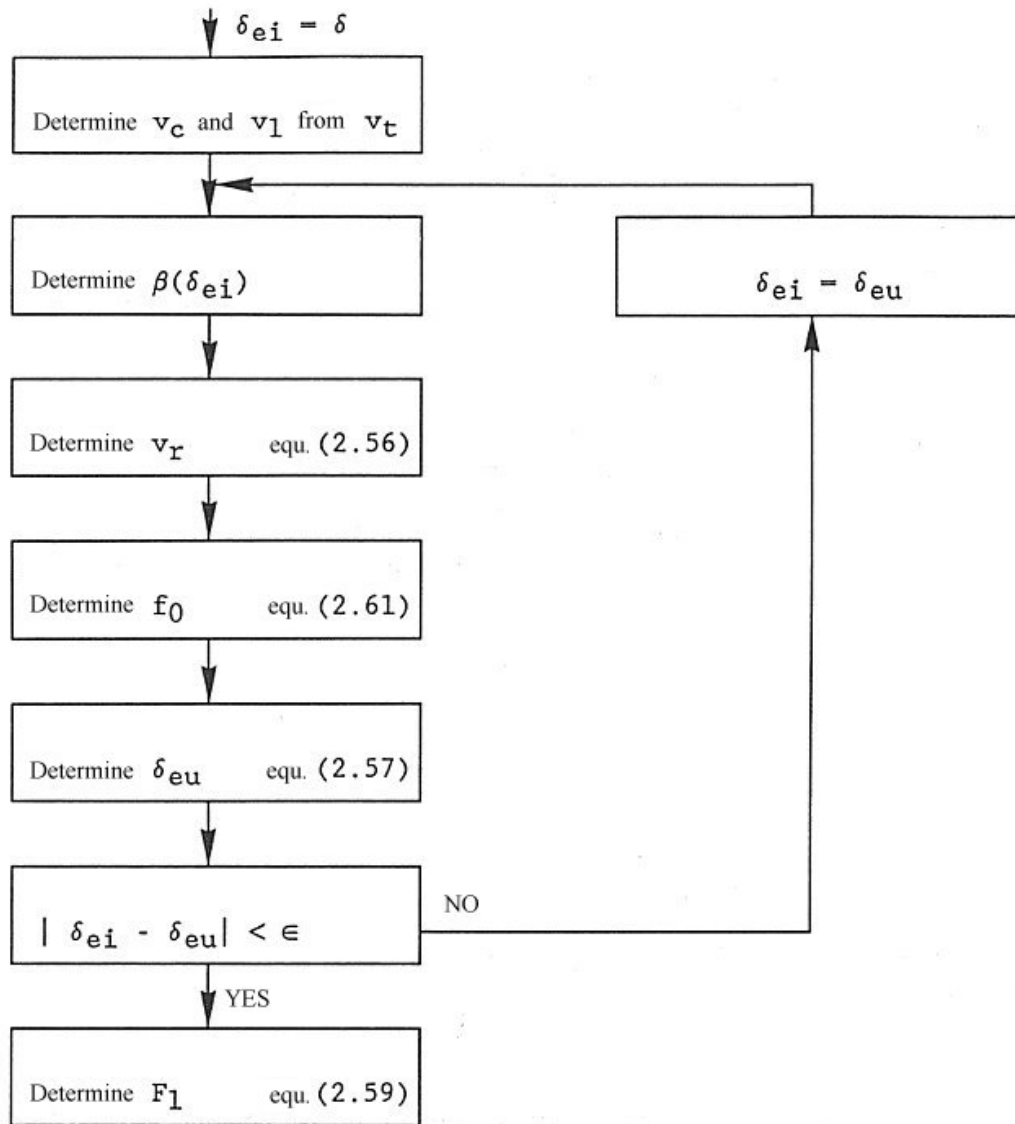 δei = δ
Determine vc and vl from vt
Determine β(δei)
δei = δeu
Determine vr equ. (2.56)
Determine f0 equ. (2.61)
Determine δeu equ. (2.57)
| δei - δeu| < ∈
NO
YES
Determine Fl equ. (2.59)